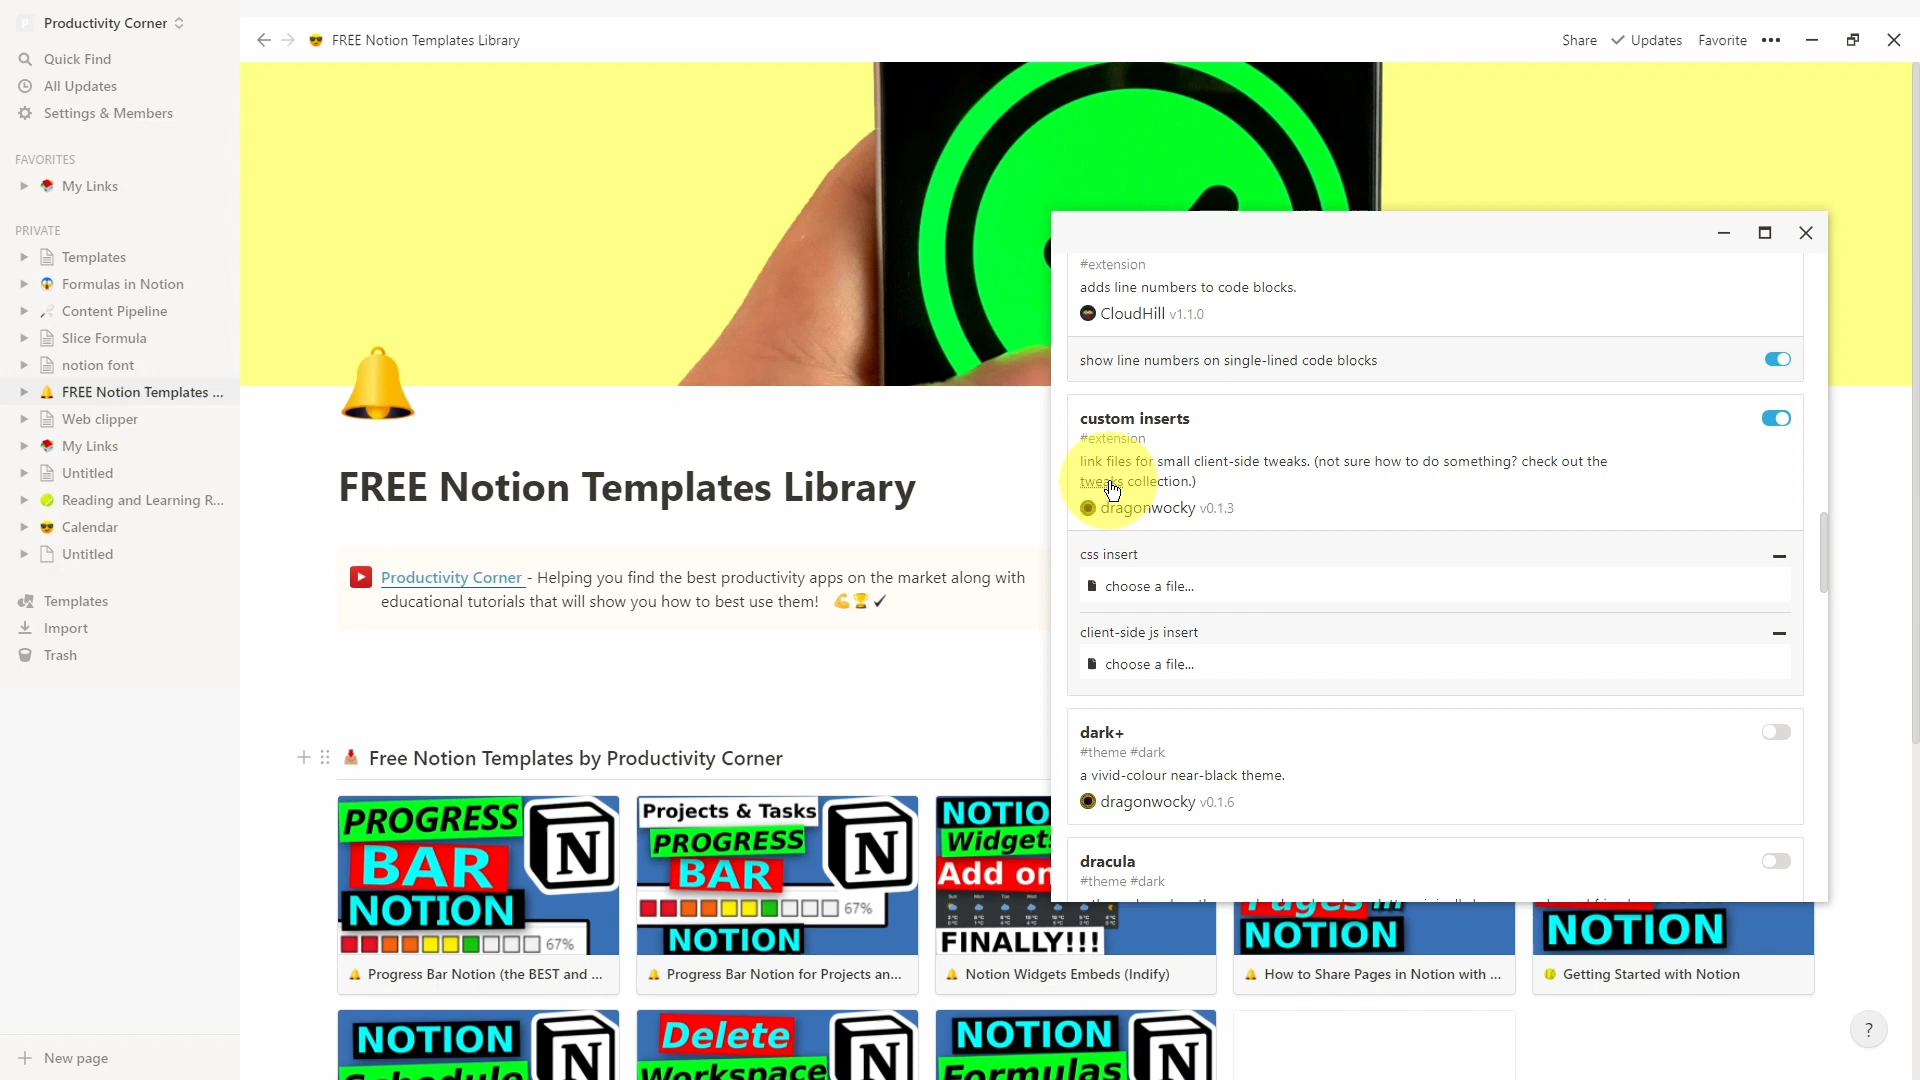 Productivity Corner
Quick Find
All Updates
Settings & Members
FAVORITES
My Links
PRIVATE
Templates
Formulas in Notion
Content Pipeline
Slice Formula
notion font
FREE Notion Templates ...
Web clipper
My Links
Untitled
Reading and Learning R...
Calendar
Untitled
Templates
Import
Trash
New page
FREE Notion Templates Library
Share
Updates
Favorite
FREE Notion Templates Library
Productivity Corner - Helping you find the best productivity apps on the market along with
educational tutorials that will show you how to best use them!
Free Notion Templates by Productivity Corner
#extension
adds line numbers to code blocks.
CloudHill v1.1.0
show line numbers on single-lined code blocks
custom inserts
#extension
link files for small client-side tweaks. (not sure how to do something? check out the
tweaks collection.)
dragonwocky v0.1.3
css insert
choose a file...
client-side js insert
choose a file...
dark+
#theme #dark
a vivid-colour near-black theme.
dragonwocky v0.1.6
dracula
#theme #dark
PROGRESS
BAR
NOTION
67%
Progress Bar Notion (the BEST and ...
Projects & Tasks
PROGRESS
BAR
67%
NOTION
Progress Bar Notion for Projects an...
NOTIO
Widget
Add on
FINALLY!!!
Notion Widgets Embeds (Indify)
Pages in
NOTION
How to Share Pages in Notion with ...
NOTION
Getting Started with Notion
NOTION
Schedule
Delete
Workspace
NOTION
Formulas
?